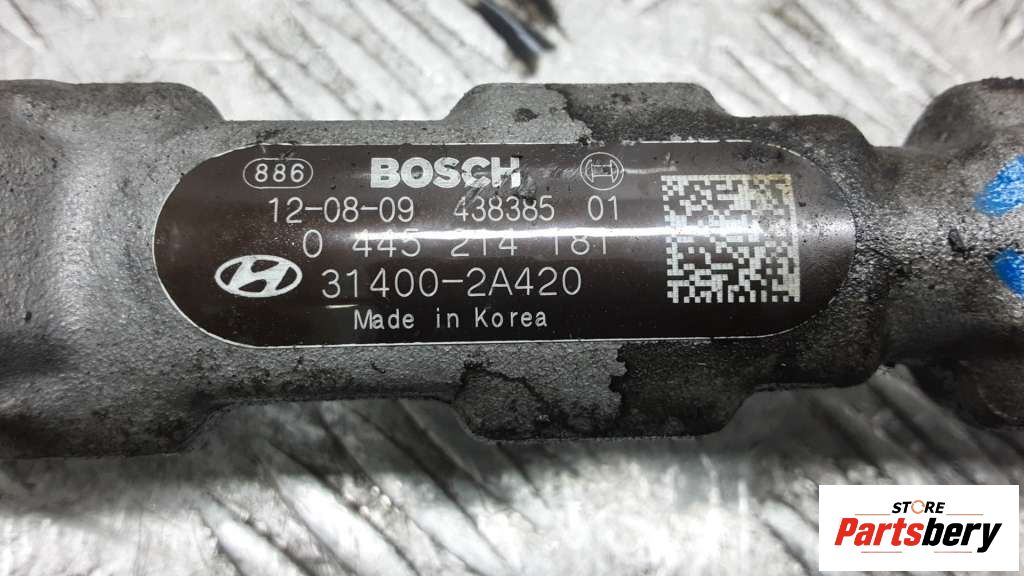 886 BOSCH
12-08-09 438385 01
0 445 214 181
31400-2A420
Made in Korea
STORE
Partsbery